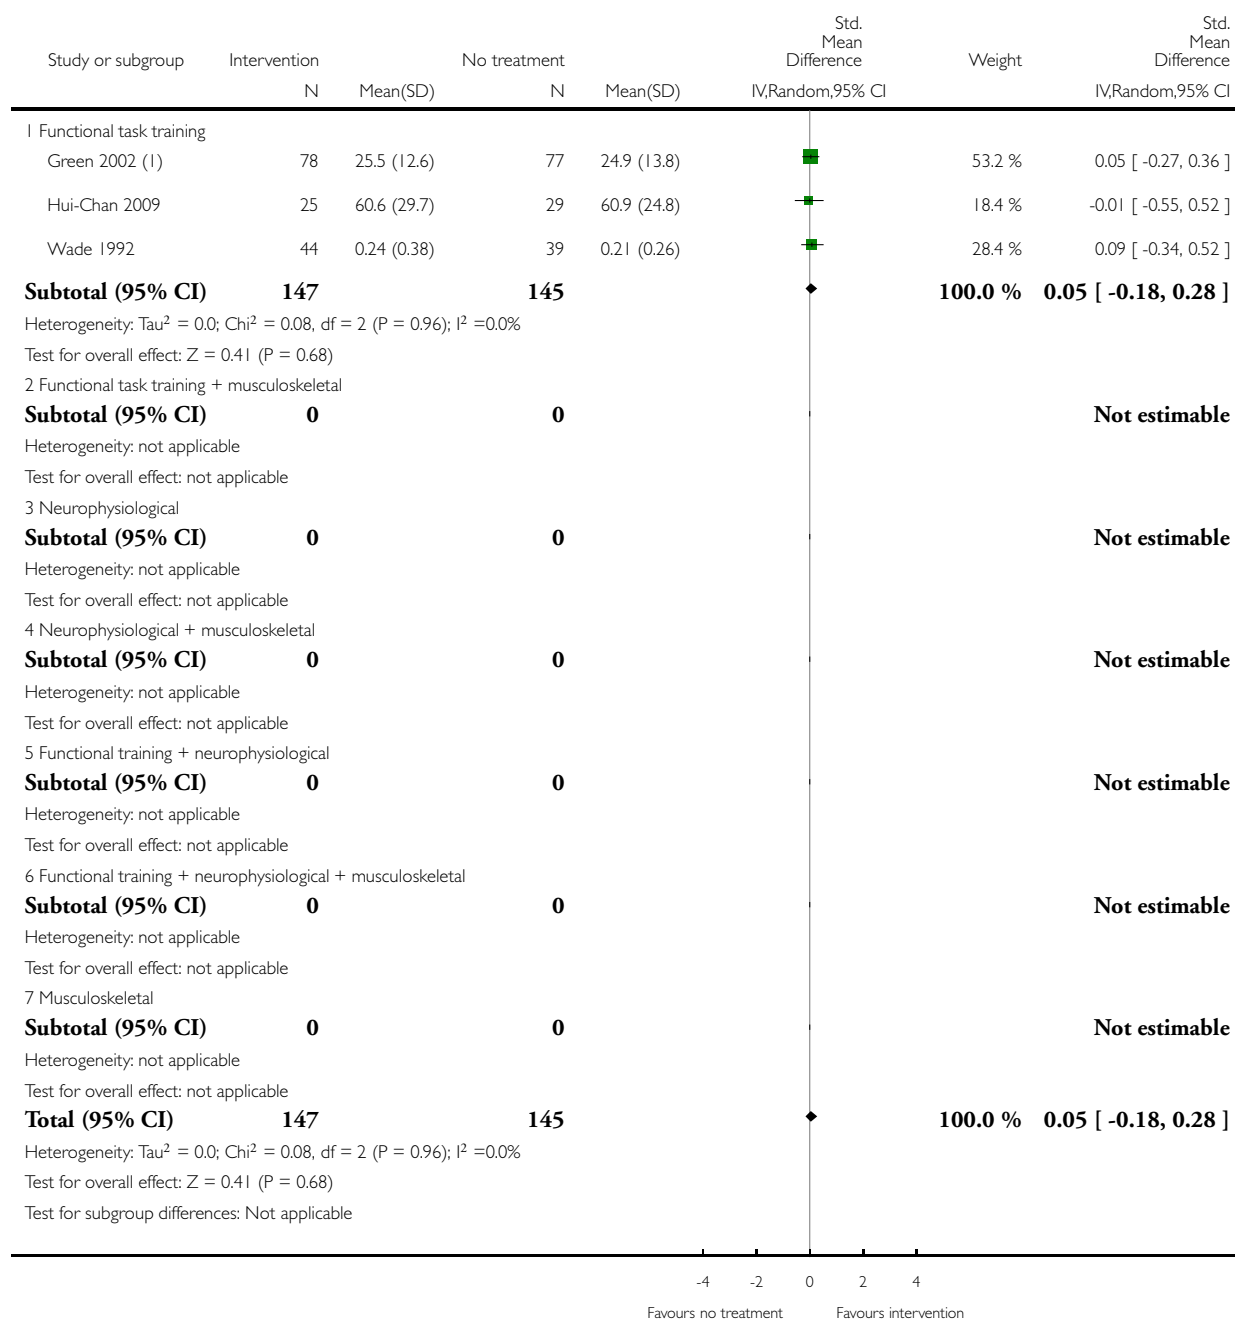 Std.
Mean
Difference
Std.
Mean
Difference
Study or subgroup Intervention No treatment Weight
N Mean(SD) N Mean(SD) IV,Random,95% CI IV,Random,95% CI
1 Functional task training
Green 2002 (1) 78 25.5 (12.6) 77 24.9 (13.8) 53.2 % 0.05 [ -0.27, 0.36 ]
Hui-Chan 2009 25 60.6 (29.7) 29 60.9 (24.8) 18.4 % -0.01 [ -0.55, 0.52 ]
Wade 1992 44 0.24 (0.38) 39 0.21 (0.26) 28.4 % 0.09 [ -0.34, 0.52 ]
Subtotal (95% CI) 147 145 100.0 % 0.05 [ -0.18, 0.28 ]
Heterogeneity: Tau² = 0.0; Chi² = 0.08, df = 2 (P = 0.96); I² =0.0%
Test for overall effect: Z = 0.41 (P = 0.68)
2 Functional task training + musculoskeletal
Subtotal (95% CI) 0 0 Not estimable
Heterogeneity: not applicable
Test for overall effect: not applicable
3 Neurophysiological
Subtotal (95% CI) 0 0 Not estimable
Heterogeneity: not applicable
Test for overall effect: not applicable
4 Neurophysiological + musculoskeletal
Subtotal (95% CI) 0 0 Not estimable
Heterogeneity: not applicable
Test for overall effect: not applicable
5 Functional training + neurophysiological
Subtotal (95% CI) 0 0 Not estimable
Heterogeneity: not applicable
Test for overall effect: not applicable
6 Functional training + neurophysiological + musculoskeletal
Subtotal (95% CI) 0 0 Not estimable
Heterogeneity: not applicable
Test for overall effect: not applicable
7 Musculoskeletal
Subtotal (95% CI) 0 0 Not estimable
Heterogeneity: not applicable
Test for overall effect: not applicable
Total (95% CI) 147 145 100.0 % 0.05 [ -0.18, 0.28 ]
Heterogeneity: Tau² = 0.0; Chi² = 0.08, df = 2 (P = 0.96); I² =0.0%
Test for overall effect: Z = 0.41 (P = 0.68)
Test for subgroup differences: Not applicable
-4 -2 0 2 4
Favours no treatment Favours intervention